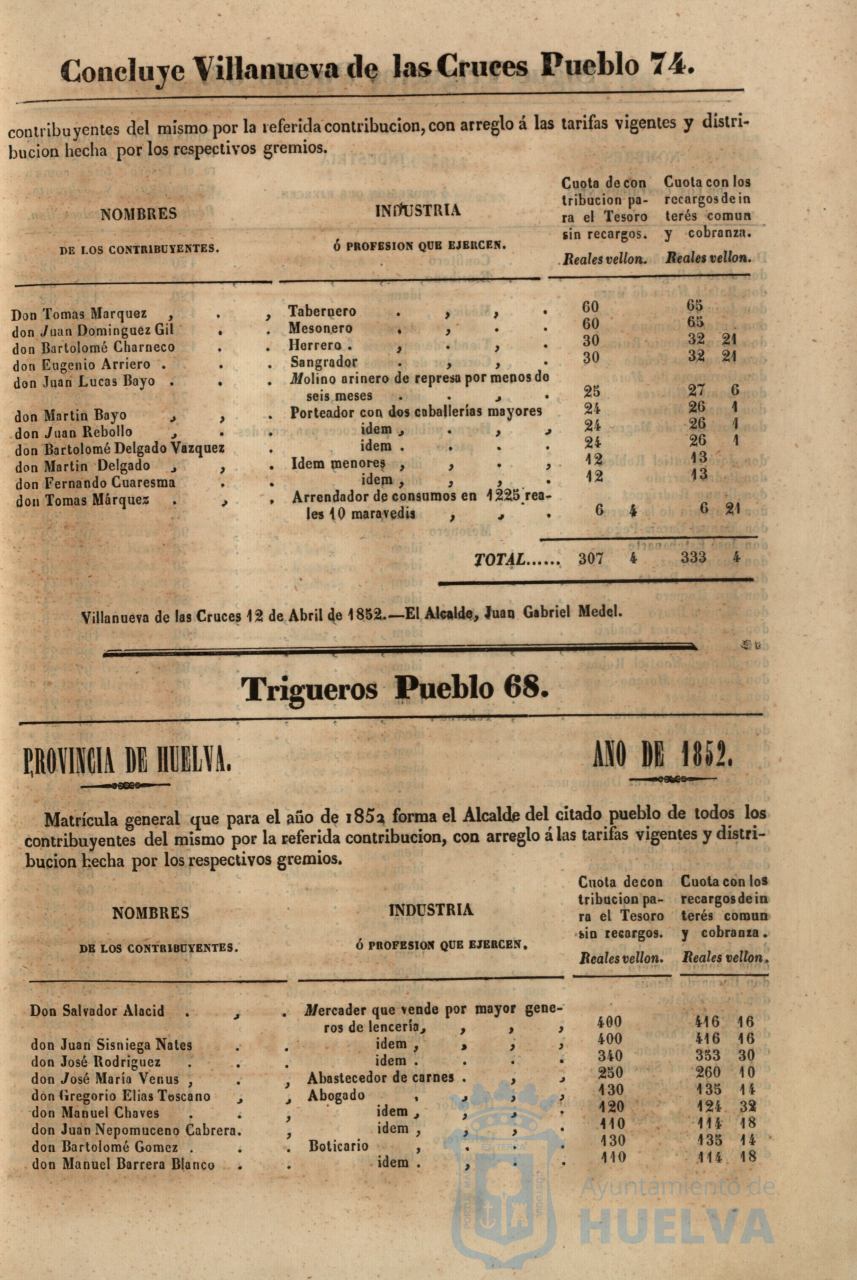 Concluye Villanueva de las Cruces Pueblo 74.
contribuyentes del mismo por la referida contribucion, con arreglo á las tarifas vigentes y distri-
bucion hecha por los respectivos gremios.
NOMBRES
DE LOS CONTRIBUYENTES.
INDUSTRIA
Ó PROFESION QUE EJERCEN.
Cuota de con
tribucion pa-
ra el Tesoro
sin recargos.
Reales vellon.
Cuota con los
recargos de in
terés comun
y cobranza.
Reales vellon.
Don Tomas Marquez , . , Tabernero . , , . 60 65
don Juan Dominguez Gil . . Mesonero . , . . 60 65
don Bartolomé Charneco . . Herrero . , . , . 30 32 21
don Eugenio Arriero . . . Sangrador . , , . 30 32 21
don Juan Lucas Bayo . . . Molino arinero de represa por menos de
seis meses . . , . 25 27 6
don Martin Bayo , , . Porteador con dos caballerías mayores 24 26 1
don Juan Rebollo , . . idem , . , , 24 26 1
don Bartolomé Delgado Vazquez . idem . . . . 24 26 1
don Martin Delgado , , . Idem menores , , . , 12 13
don Fernando Cuaresma . . idem , , , . 12 13
don Tomas Márquez . , . Arrendador de consumos en 1225 rea-
les 10 maravedis , , . 6 4 6 21
TOTAL...... 307 4 333 4
Villanueva de las Cruces 12 de Abril de 1852.—El Alcalde, Juan Gabriel Medel.
Trigueros Pueblo 68.
PROVINCIA DE HUELVA. AÑO DE 1852.
Matrícula general que para el año de 1852 forma el Alcalde del citado pueblo de todos los
contribuyentes del mismo por la referida contribucion, con arreglo á las tarifas vigentes y distri-
bucion hecha por los respectivos gremios.
NOMBRES
DE LOS CONTRIBUYENTES.
INDUSTRIA
Ó PROFESION QUE EJERCEN.
Cuota de con
tribucion pa-
ra el Tesoro
sin recargos.
Reales vellon.
Cuota con los
recargos de in
terés comun
y cobranza.
Reales vellon.
Don Salvador Alacid . , . Mercader que vende por mayor gene-
ros de lencería, , , , 400 416 16
don Juan Sisniega Nates . . idem , , , , 400 416 16
don José Rodriguez . . . idem . . . . 340 353 30
don José María Venus , . , Abastecedor de carnes . , , 250 260 10
don Gregorio Elias Toscano , , Abogado , , , , 130 135 14
don Manuel Chaves . . , idem , , , . 120 124 32
don Juan Nepomuceno Cabrera. , idem , , , . 110 114 18
don Bartolomé Gomez . . . Boticario , . . . 130 135 14
don Manuel Barrera Blanco . . idem . , . . 110 114 18
Ayuntamiento de
HUELVA